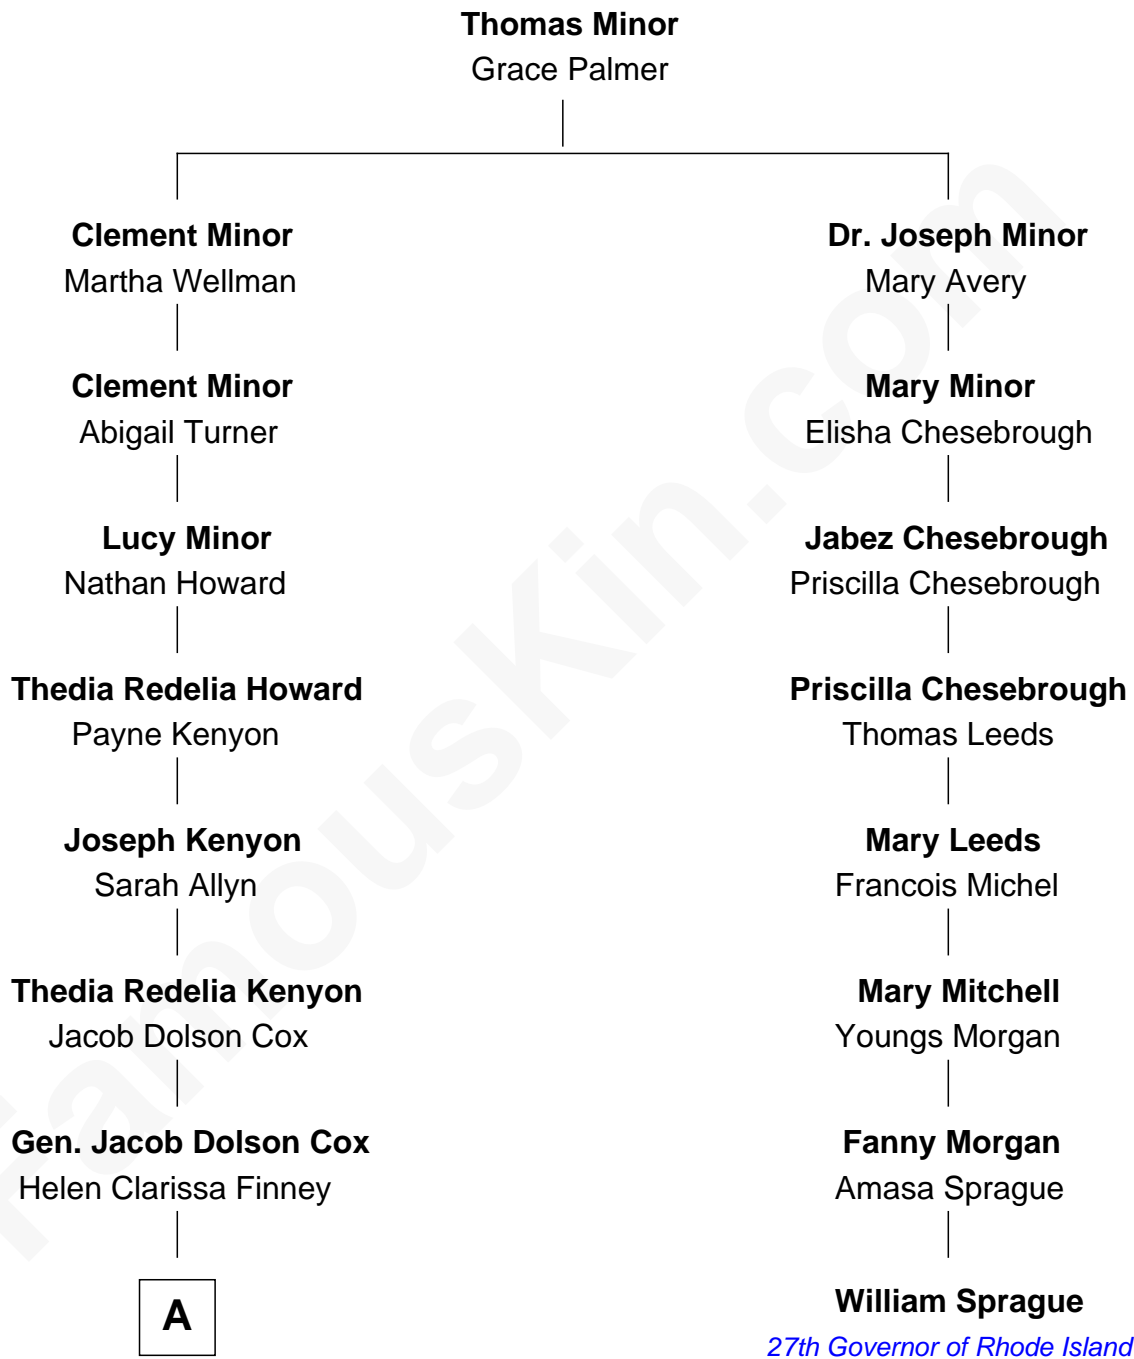 Thomas Minor
Grace Palmer
Clement Minor
Martha Wellman
Dr. Joseph Minor
Mary Avery
Clement Minor
Abigail Turner
Mary Minor
Elisha Chesebrough
Lucy Minor
Nathan Howard
Jabez Chesebrough
Priscilla Chesebrough
Thedia Redelia Howard
Payne Kenyon
Priscilla Chesebrough
Thomas Leeds
Joseph Kenyon
Sarah Allyn
Mary Leeds
Francois Michel
Thedia Redelia Kenyon
Jacob Dolson Cox
Mary Mitchell
Youngs Morgan
Gen. Jacob Dolson Cox
Helen Clarissa Finney
Fanny Morgan
Amasa Sprague
A
William Sprague
27th Governor of Rhode Island
FamousKin.com